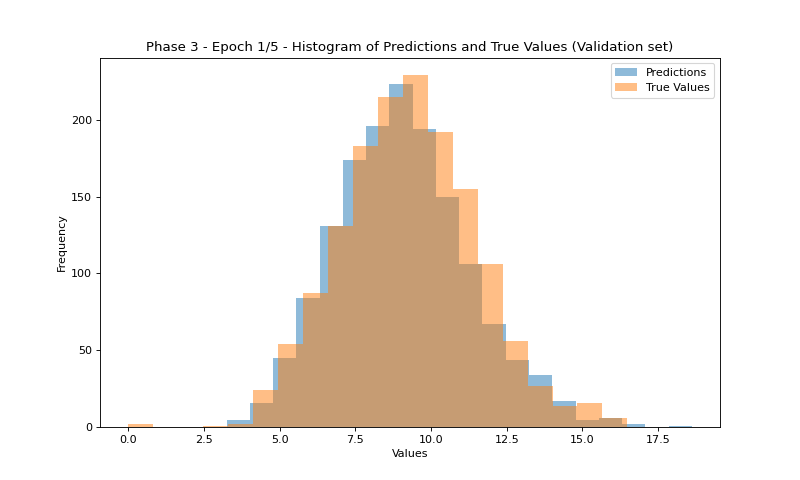 Phase 3 - Epoch 1/5 - Histogram of Predictions and True Values (Validation set)
Predictions
True Values
200
150
100
50
0
Frequency
0.0 2.5 5.0 7.5 10.0 12.5 15.0 17.5
Values